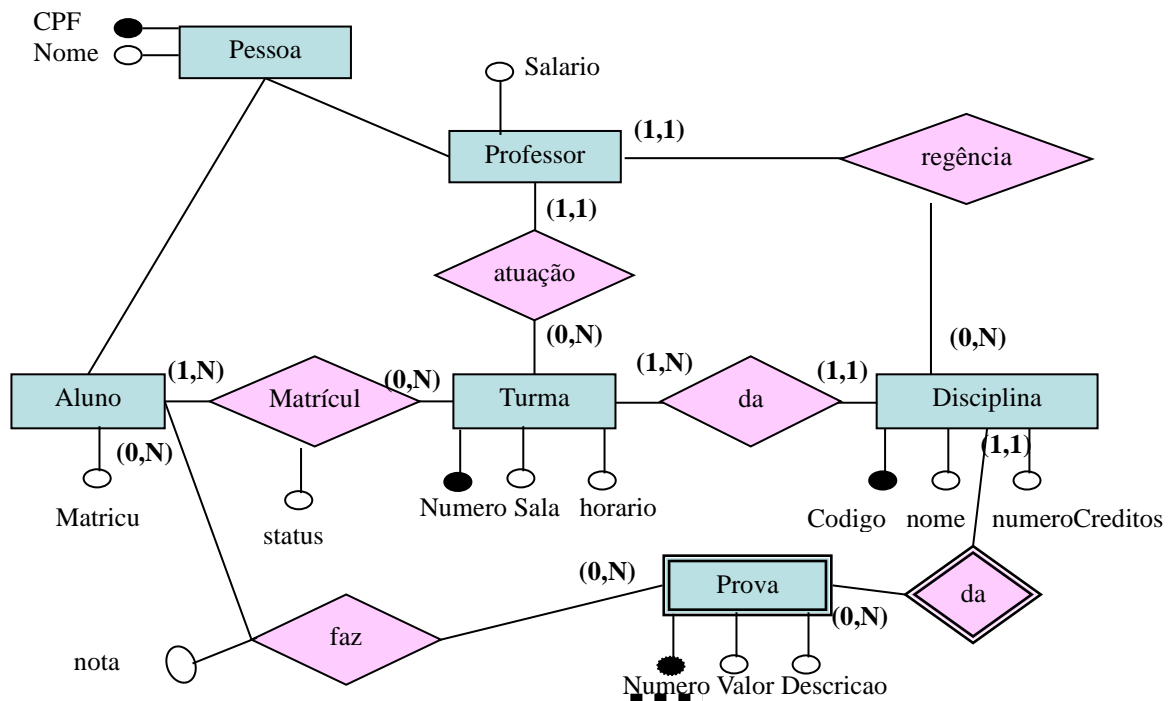 CPF
Nome
Pessoa
Salario
Professor
(1,1)
regência
(1,1)
atuação
(0,N)
(1,N)
(0,N)
(1,N)
(1,1)
(0,N)
Aluno
Matrícul
Turma
da
Disciplina
(0,N)
(1,1)
Matricu
status
Numero Sala horario
Codigo nome numeroCreditos
(0,N)
Prova
da
(0,N)
faz
nota
Numero Valor Descricao